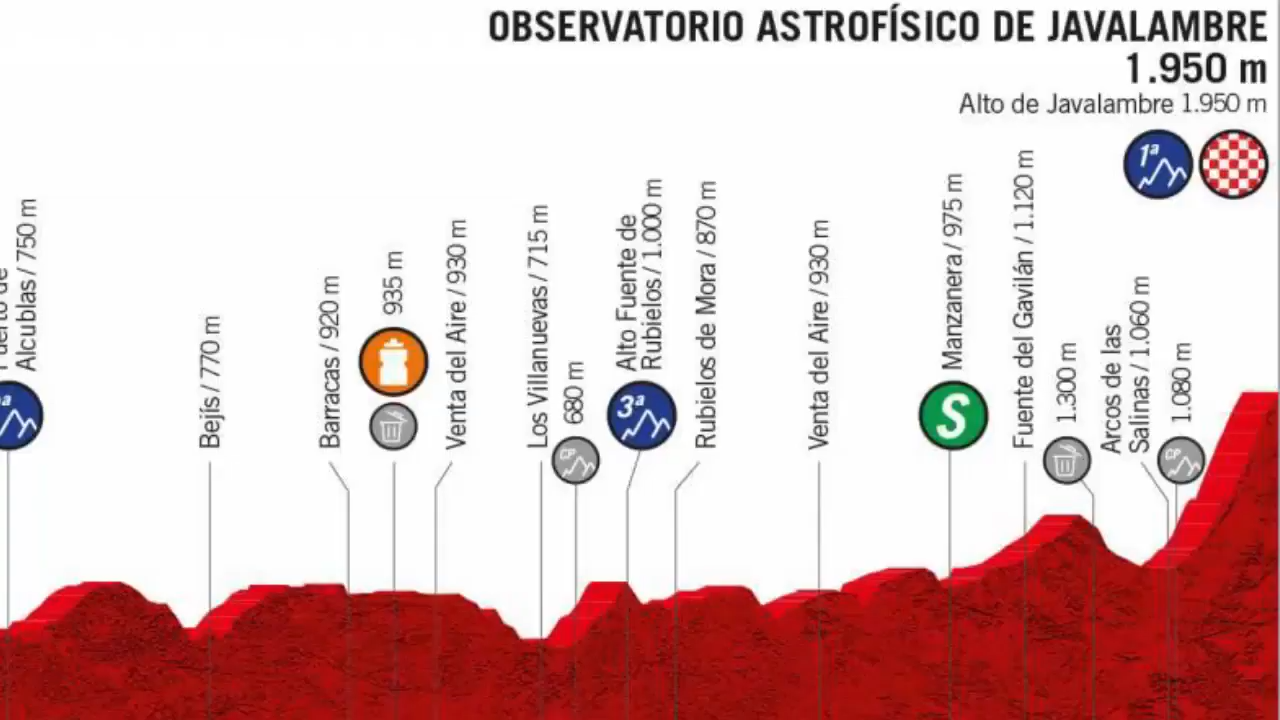 OBSERVATORIO ASTROFÍSICO DE JAVALAMBRE
1.950 m
Alto de Javalambre 1.950 m
1ª
Alcublas / 750 m
Bejís / 770 m
Barracas / 920 m
935 m
Venta del Aire / 930 m
Los Villanuevas / 715 m
CP
680 m
Alto Fuente de
Rubielos / 1.000 m
3ª
Rubielos de Mora / 870 m
Venta del Aire / 930 m
Manzanera / 975 m
S
Fuente del Gavilán / 1.120 m
1.300 m
Arcos de las
Salinas / 1.060 m
CP
1.080 m